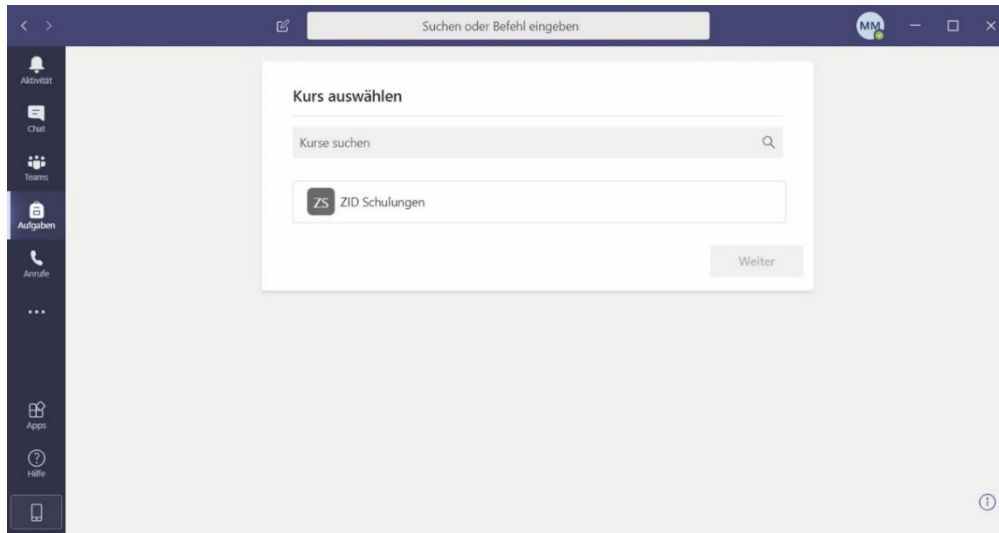 Suchen oder Befehl eingeben
MM
Aktivität
Chat
Teams
Aufgaben
Anrufe
Apps
Hilfe
Kurs auswählen
Kurse suchen
ZS ZID Schulungen
Weiter